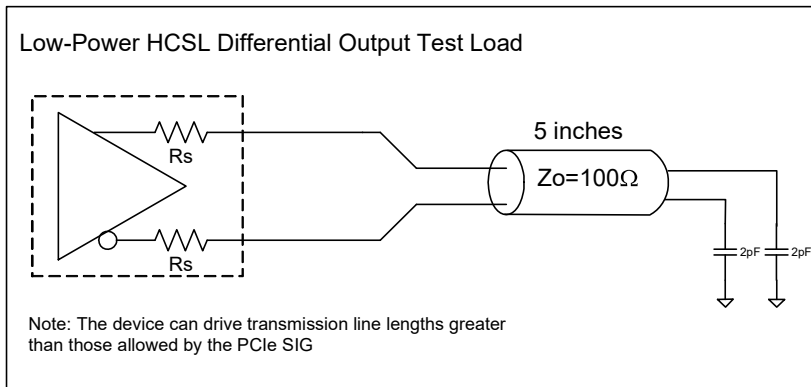 Low-Power HCSL Differential Output Test Load
Rs
Rs
5 inches
Zo=100Ω
2pF
2pF
Note: The device can drive transmission line lengths greater
than those allowed by the PCIe SIG